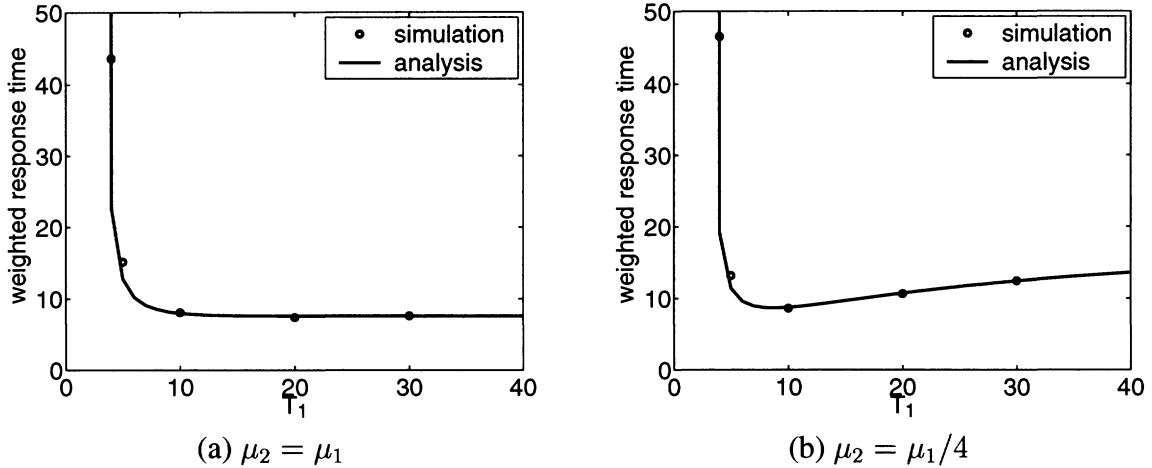 50
40
30
20
10
0
weighted response time
simulation
analysis
0 10 20 30 40
T₁
(a) μ₂ = μ₁
50
40
30
20
10
0
weighted response time
simulation
analysis
0 10 20 30 40
T₁
(b) μ₂ = μ₁/4